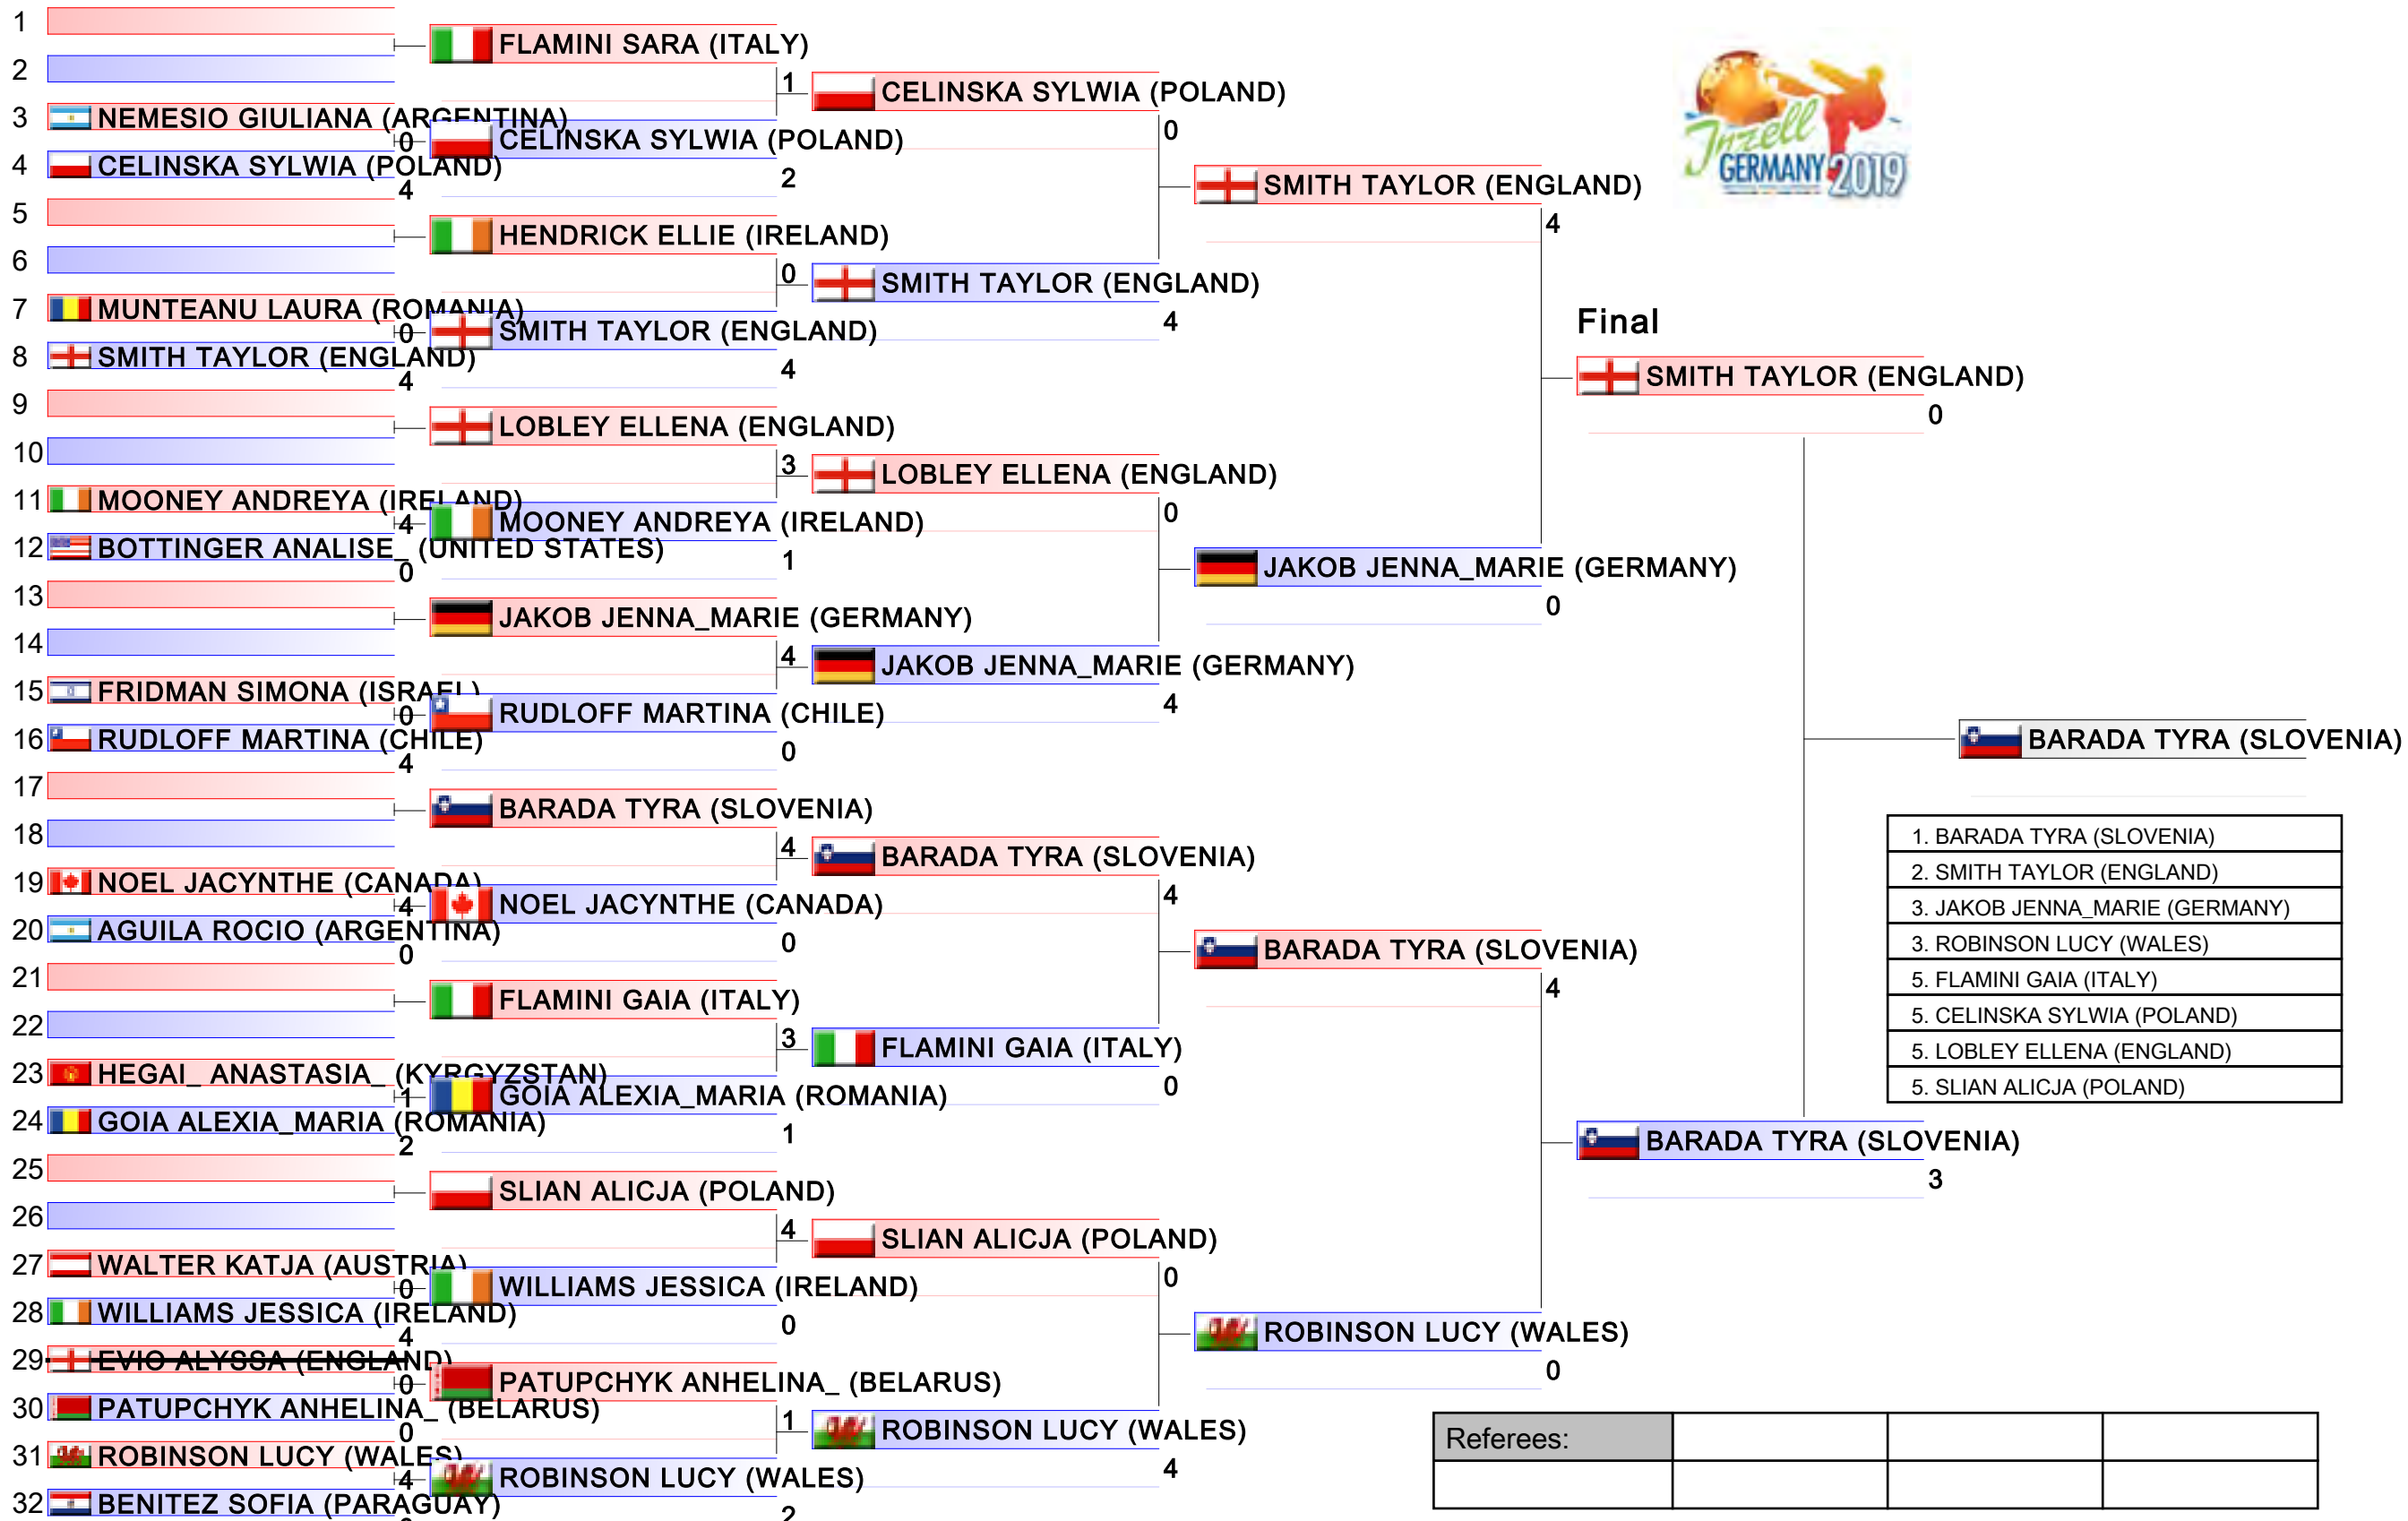 1
2
3 NEMESIO GIULIANA (ARGENTINA)
0
4 CELINSKA SYLWIA (POLAND)
4
5
6
7 MUNTEANU LAURA (ROMANIA)
0
8 SMITH TAYLOR (ENGLAND)
4
9
10
11 MOONEY ANDREYA (IRELAND)
4
12 BOTTINGER ANALISE_ (UNITED STATES)
0
13
14
15 FRIDMAN SIMONA (ISRAEL)
0
16 RUDLOFF MARTINA (CHILE)
4
17
18
19 NOEL JACYNTHE (CANADA)
4
20 AGUILA ROCIO (ARGENTINA)
0
21
22
23 HEGAI_ ANASTASIA_ (KYRGYZSTAN)
1
24 GOIA ALEXIA_MARIA (ROMANIA)
2
25
26
27 WALTER KATJA (AUSTRIA)
0
28 WILLIAMS JESSICA (IRELAND)
4
29 EVIO ALYSSA (ENGLAND)
0
30 PATUPCHYK ANHELINA_ (BELARUS)
0
31 ROBINSON LUCY (WALES)
4
32 BENITEZ SOFIA (PARAGUAY)
FLAMINI SARA (ITALY)
1
CELINSKA SYLWIA (POLAND)
2
HENDRICK ELLIE (IRELAND)
0
SMITH TAYLOR (ENGLAND)
4
LOBLEY ELLENA (ENGLAND)
3
MOONEY ANDREYA (IRELAND)
1
JAKOB JENNA_MARIE (GERMANY)
4
RUDLOFF MARTINA (CHILE)
0
BARADA TYRA (SLOVENIA)
4
NOEL JACYNTHE (CANADA)
0
FLAMINI GAIA (ITALY)
3
GOIA ALEXIA_MARIA (ROMANIA)
1
SLIAN ALICJA (POLAND)
4
WILLIAMS JESSICA (IRELAND)
0
PATUPCHYK ANHELINA_ (BELARUS)
1
ROBINSON LUCY (WALES)
2
CELINSKA SYLWIA (POLAND)
0
SMITH TAYLOR (ENGLAND)
4
LOBLEY ELLENA (ENGLAND)
0
JAKOB JENNA_MARIE (GERMANY)
4
BARADA TYRA (SLOVENIA)
4
FLAMINI GAIA (ITALY)
0
SLIAN ALICJA (POLAND)
0
ROBINSON LUCY (WALES)
4
SMITH TAYLOR (ENGLAND)
4
JAKOB JENNA_MARIE (GERMANY)
0
BARADA TYRA (SLOVENIA)
4
ROBINSON LUCY (WALES)
0
Inzell
GERMANY 2019
Final
SMITH TAYLOR (ENGLAND)
0
BARADA TYRA (SLOVENIA)
3
BARADA TYRA (SLOVENIA)
1. BARADA TYRA (SLOVENIA)
2. SMITH TAYLOR (ENGLAND)
3. JAKOB JENNA_MARIE (GERMANY)
3. ROBINSON LUCY (WALES)
5. FLAMINI GAIA (ITALY)
5. CELINSKA SYLWIA (POLAND)
5. LOBLEY ELLENA (ENGLAND)
5. SLIAN ALICJA (POLAND)
Referees: